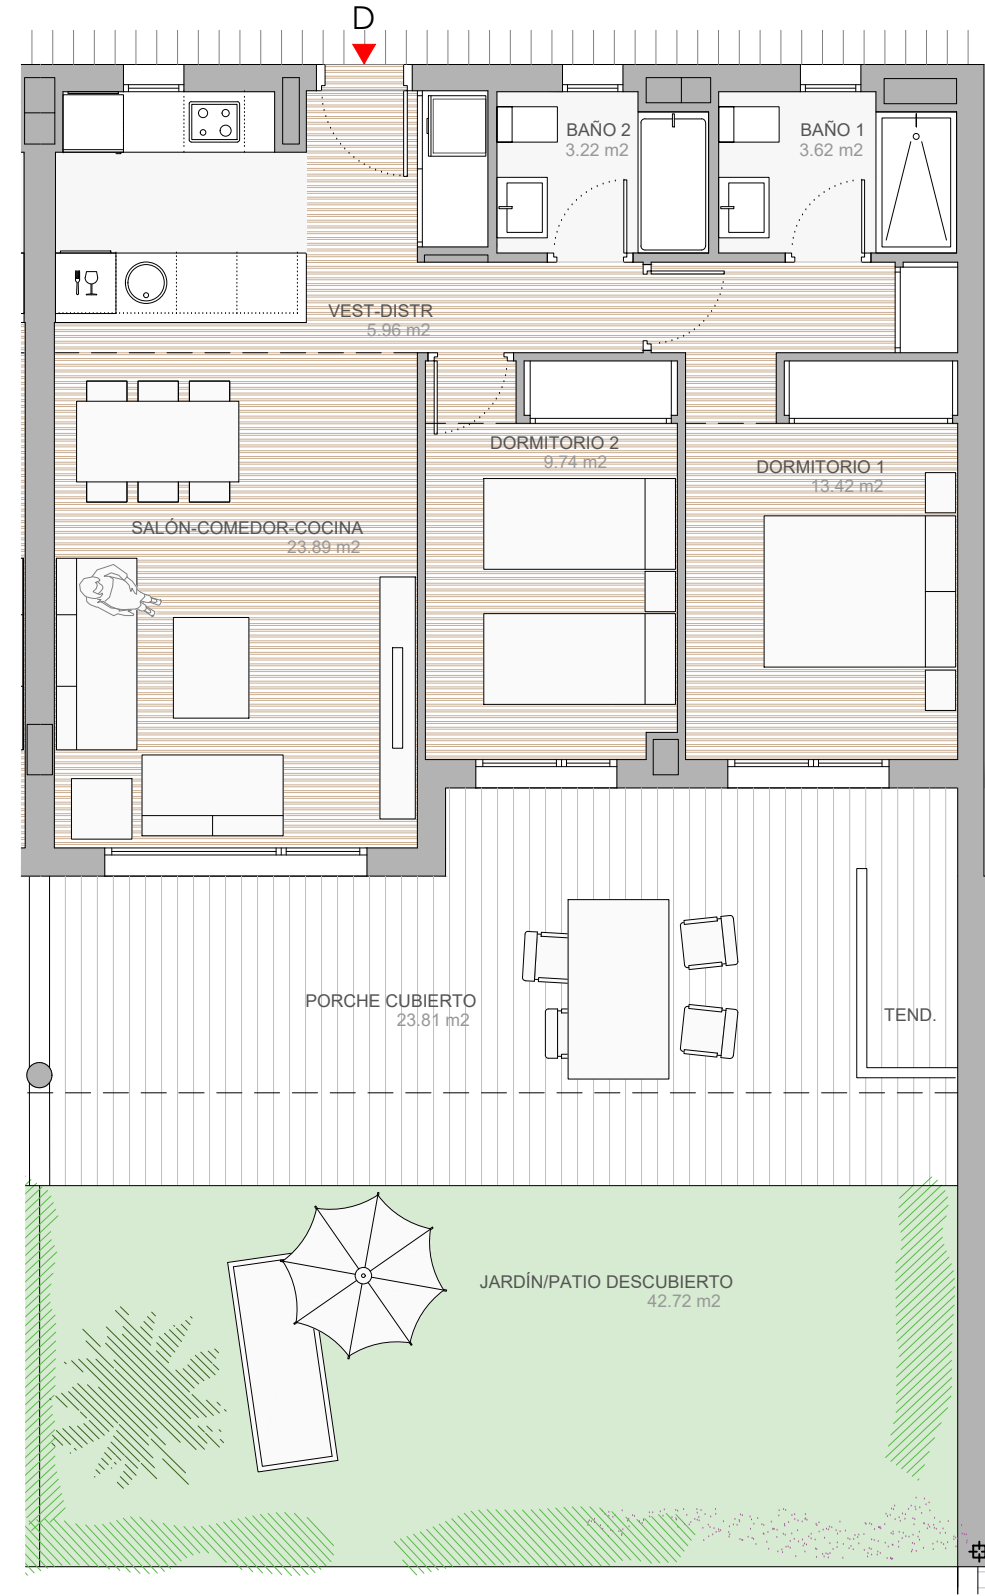 D
BAÑO 2
3.22 m2
BAÑO 1
3.62 m2
VEST-DISTR
5.96 m2
DORMITORIO 2
9.74 m2
DORMITORIO 1
13.42 m2
SALÓN-COMEDOR-COCINA
23.89 m2
PORCHE CUBIERTO
23.81 m2
TEND.
JARDÍN/PATIO DESCUBIERTO
42.72 m2